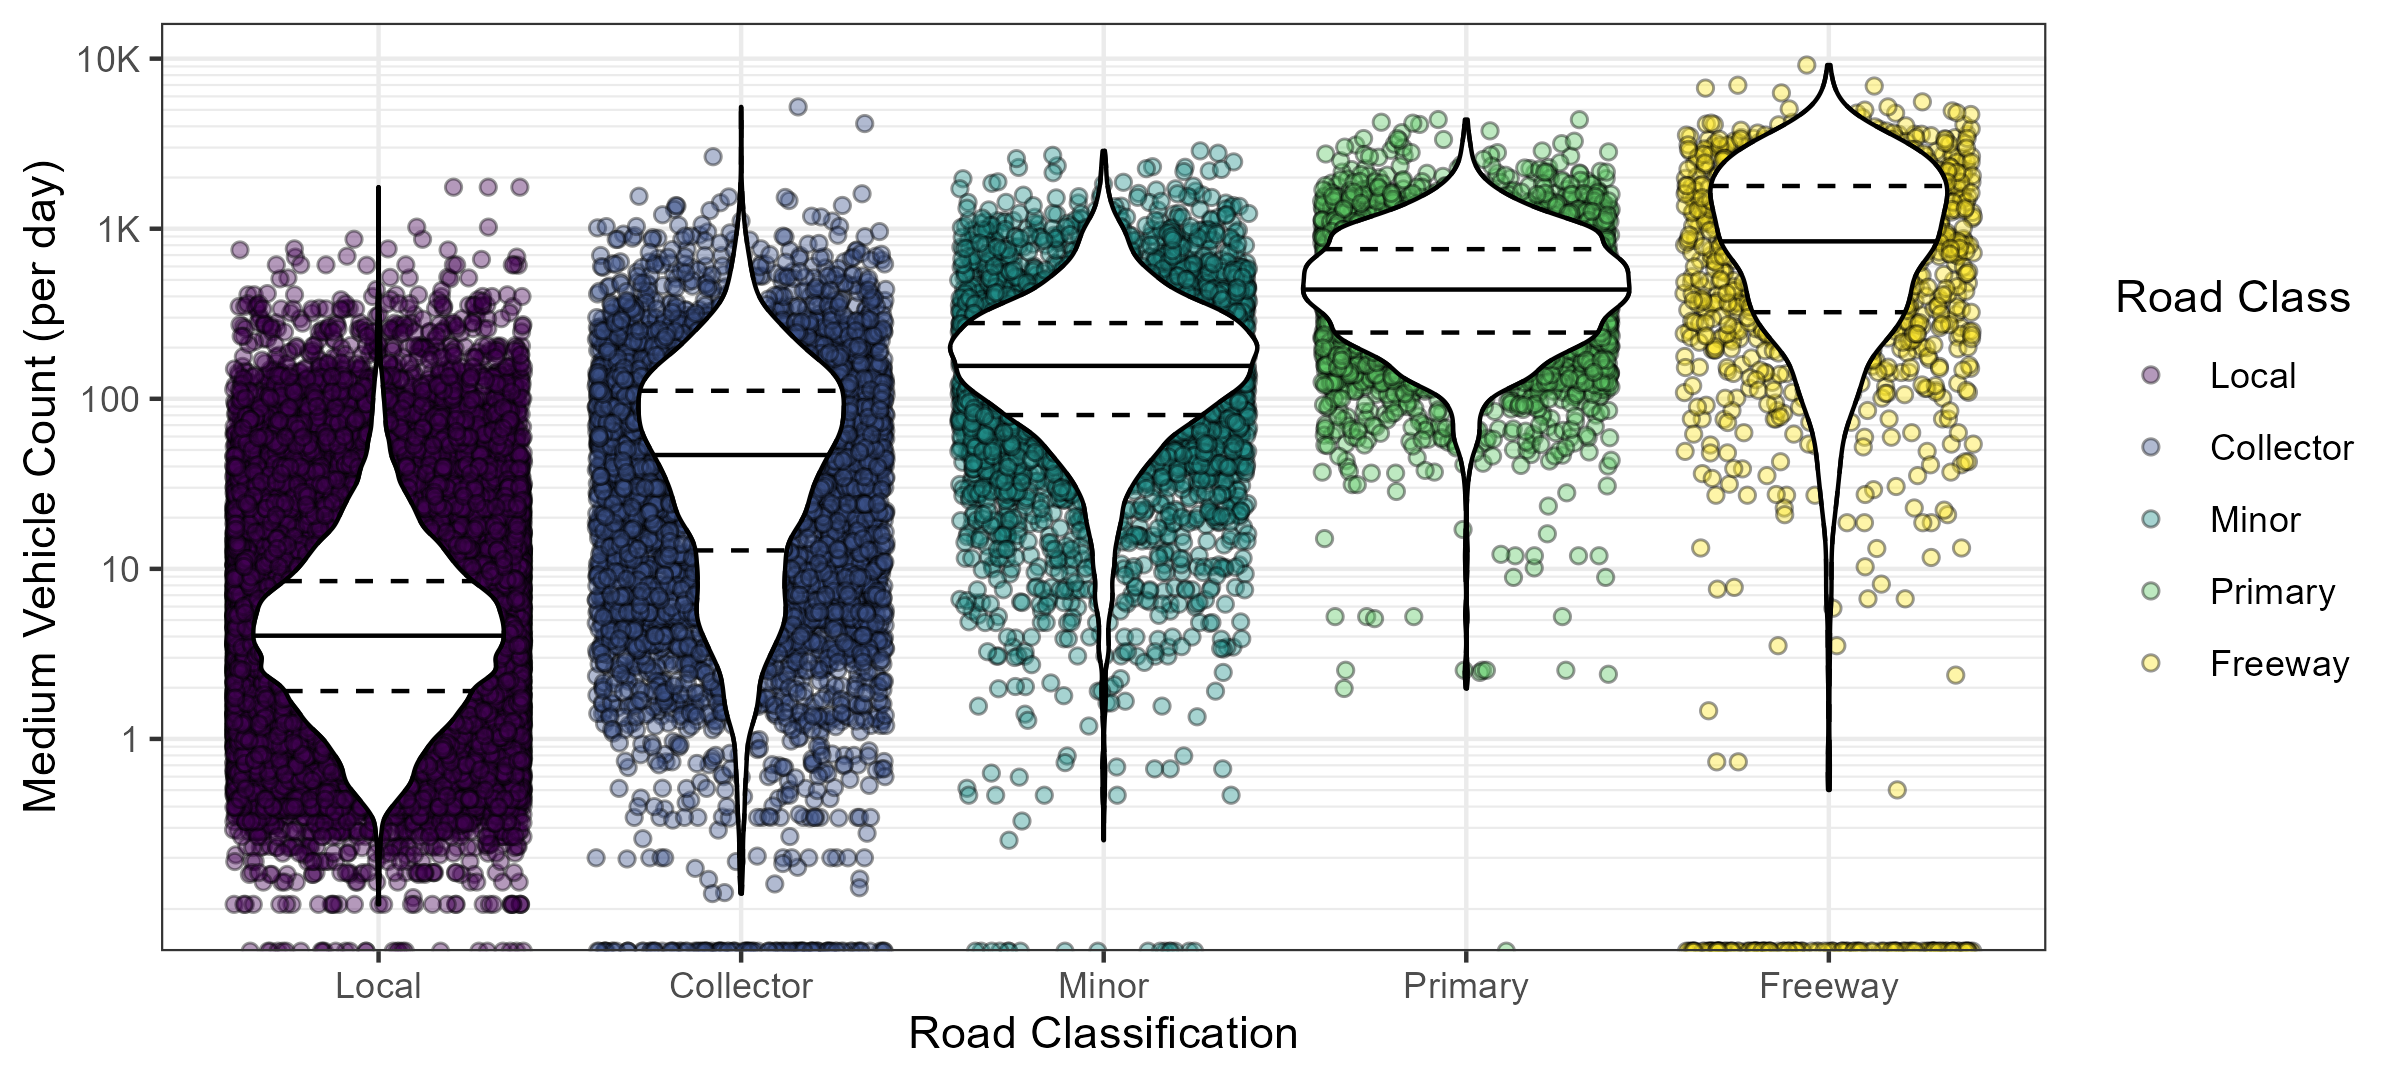 Medium Vehicle Count (per day)
10K
1K
100
10
1
Local
Collector
Minor
Primary
Freeway
Road Classification
Road Class
Local
Collector
Minor
Primary
Freeway